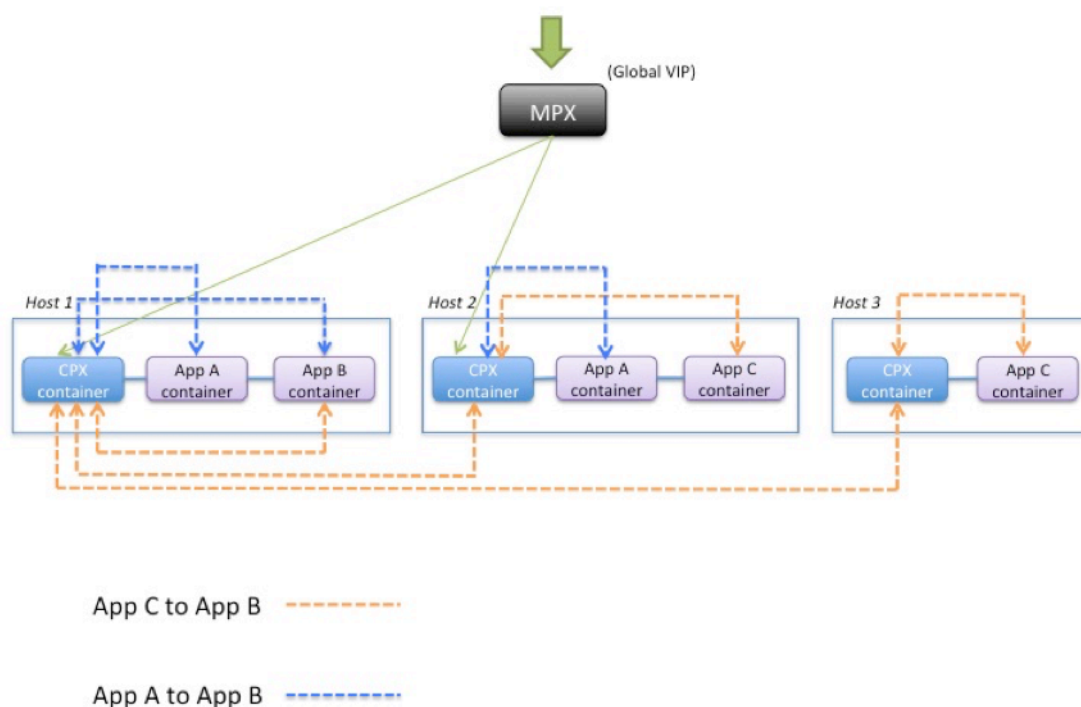 (Global VIP)
MPX
Host 1
Host 2
Host 3
CPX
container
App A
container
App B
container
CPX
container
App A
container
App C
container
CPX
container
App C
container
App C to App B
App A to App B